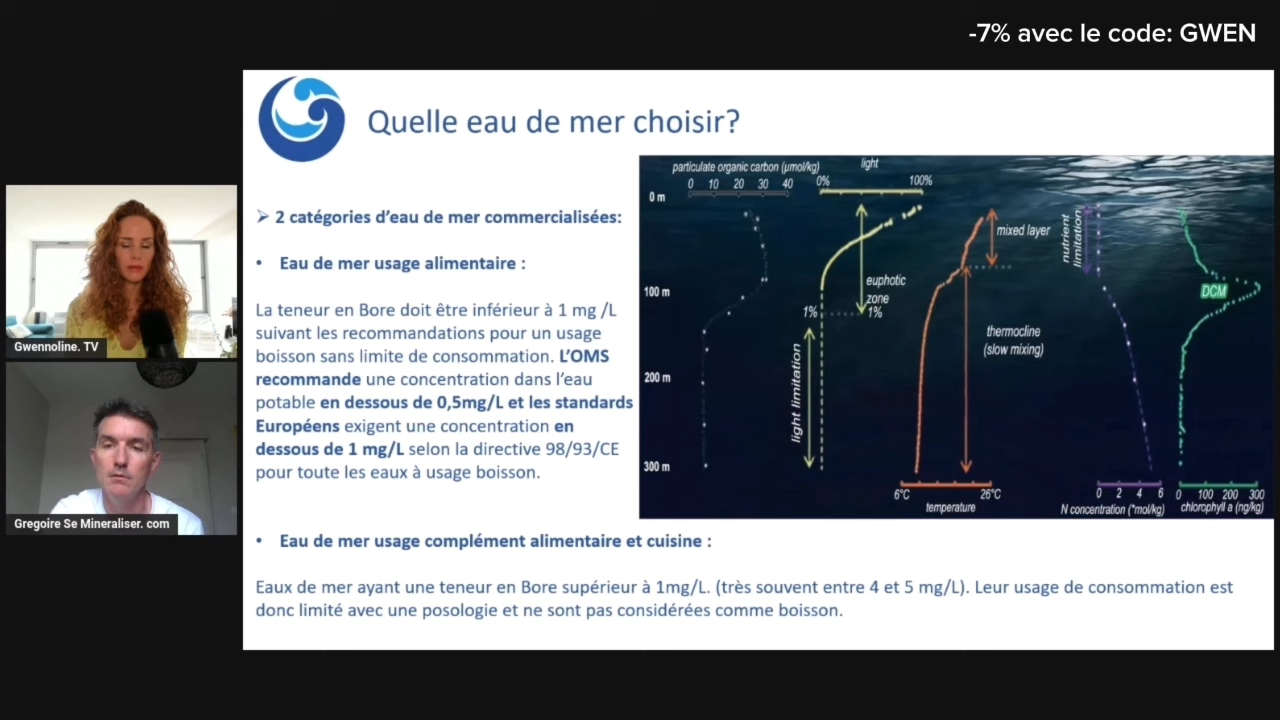 -7% avec le code: GWEN
Quelle eau de mer choisir?
➢ 2 catégories d’eau de mer commercialisées:
• Eau de mer usage alimentaire :
La teneur en Bore doit être inférieur à 1 mg /L
suivant les recommandations pour un usage
boisson sans limite de consommation. L’OMS
recommande une concentration dans l’eau
potable en dessous de 0,5mg/L et les standards
Européens exigent une concentration en
dessous de 1 mg/L selon la directive 98/93/CE
pour toute les eaux à usage boisson.
particulate organic carbon (µmol/kg)
0 10 20 30 40
light
0% 100%
0 m
100 m
200 m
300 m
euphotic
zone
1% 1%
light limitation
mixed layer
thermocline
(slow mixing)
6°C 26°C
temperature
nutrient
limitation
0 2 4 6
N concentration (*mol/kg)
DCM
0 100 200 300
chlorophyll a (ng/kg)
• Eau de mer usage complément alimentaire et cuisine :
Eaux de mer ayant une teneur en Bore supérieur à 1mg/L. (très souvent entre 4 et 5 mg/L). Leur usage de consommation est
donc limité avec une posologie et ne sont pas considérées comme boisson.
Gwennoline. TV
Gregoire Se Mineraliser. com